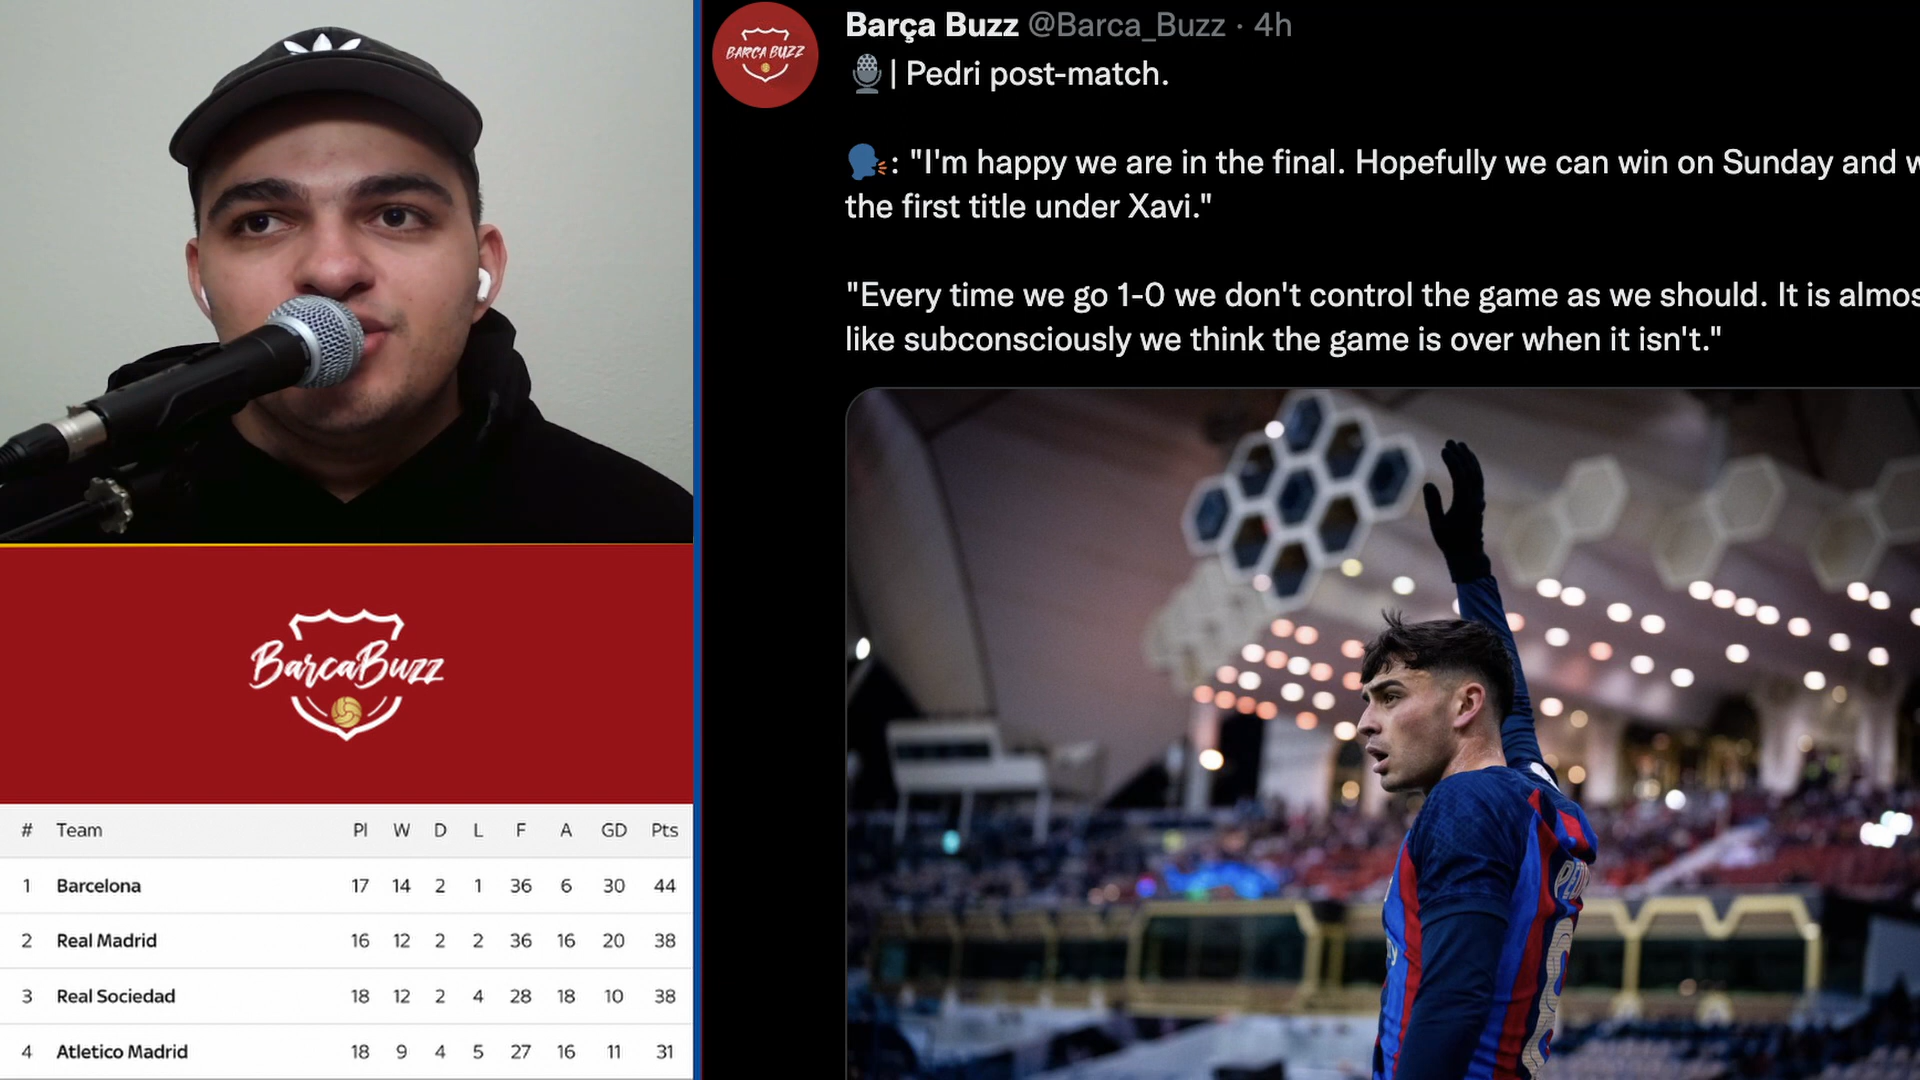 Barça Buzz @Barca_Buzz · 4h
| Pedri post-match.
: "I'm happy we are in the final. Hopefully we can win on Sunday and
the first title under Xavi."
"Every time we go 1-0 we don't control the game as we should. It is
like subconsciously we think the game is over when it isn't."
BARCA BUZZ
BarcaBuzz
# Team Pl W D L F A GD Pts
1 Barcelona 17 14 2 1 36 6 30 44
2 Real Madrid 16 12 2 2 36 16 20 38
3 Real Sociedad 18 12 2 4 28 18 10 38
4 Atletico Madrid 18 9 4 5 27 16 11 31